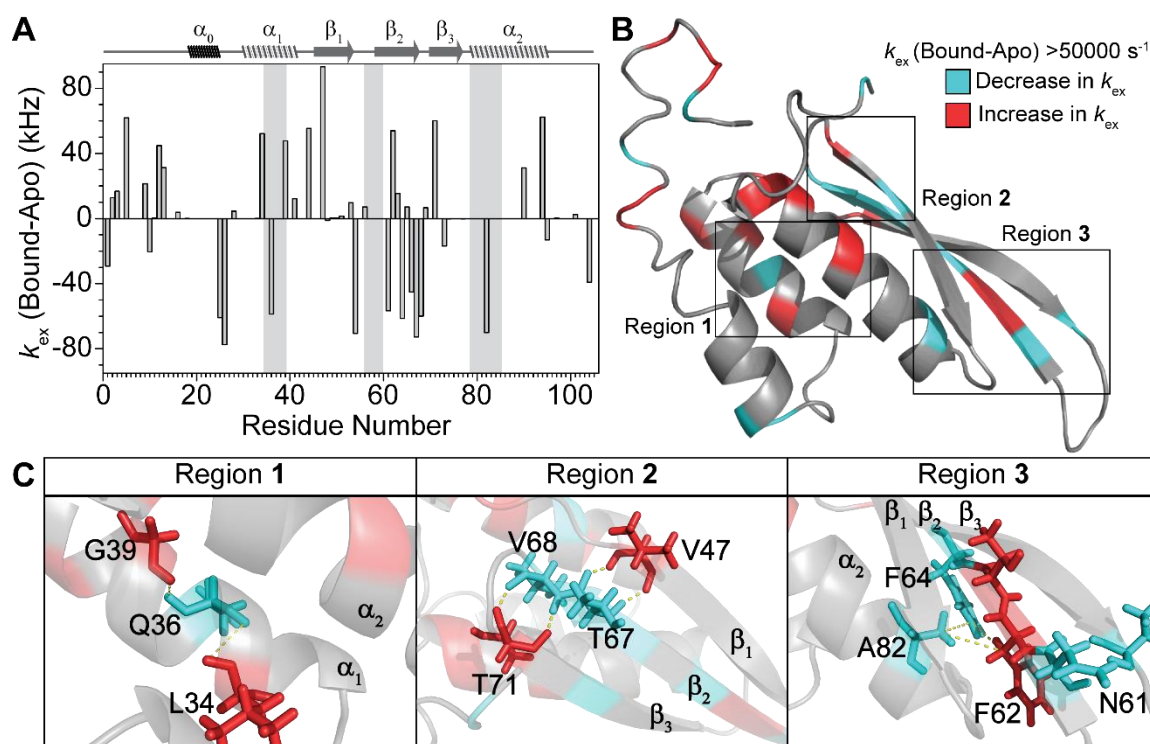 A
α0 α1 β1 β2 β3 α2
kex (Bound-Apo) (kHz)
80
40
0
-40
-80
0 20 40 60 80 100
Residue Number
B
kex (Bound-Apo) >50000 s⁻¹
Decrease in kex
Increase in kex
Region 2
Region 3
Region 1
C
Region 1 Region 2 Region 3
G39
Q36
L34
α2
α1
V68
V47
T67
T71
β1
β2
β3
β1 β2 β3
α2
F64
A82
F62
N61